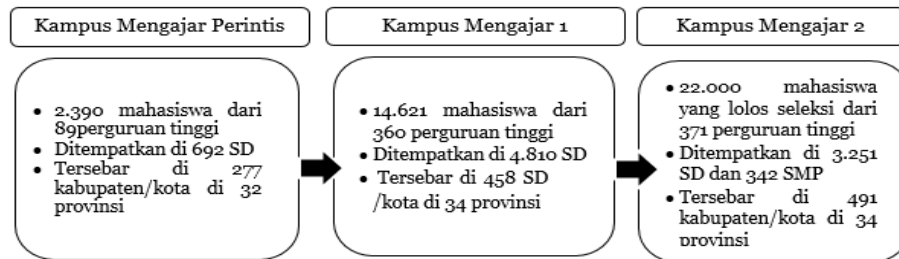 Kampus Mengajar Perintis
Kampus Mengajar 1
Kampus Mengajar 2
• 2.390 mahasiswa dari
89perguruan tinggi
• Ditempatkan di 692 SD
• Tersebar di 277
kabupaten/kota di 32
provinsi
• 14.621 mahasiswa dari
360 perguruan tinggi
• Ditempatkan di 4.810 SD
• Tersebar di 458 SD
/kota di 34 provinsi
• 22.000 mahasiswa
yang lolos seleksi dari
371 perguruan tinggi
• Ditempatkan di 3.251
SD dan 342 SMP
• Tersebar di 491
kabupaten/kota di 34
provinsi